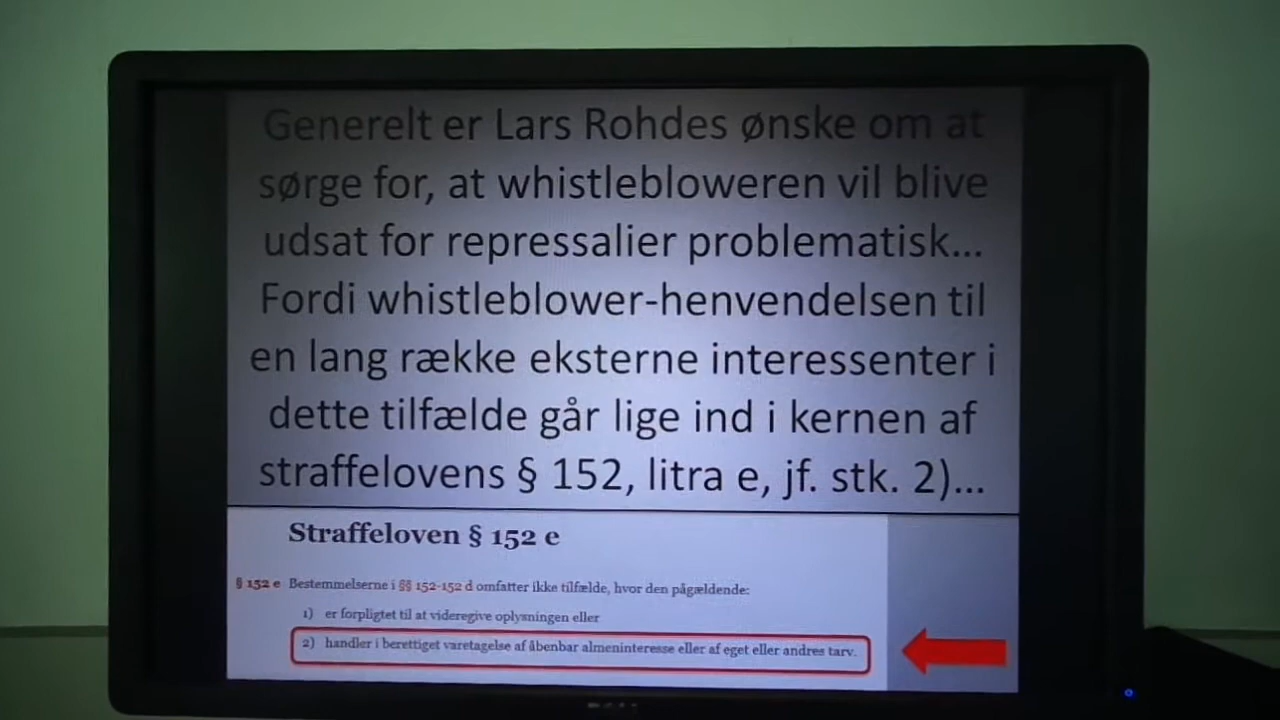 Generelt er Lars Rohdes ønske om at
sørge for, at whistlebloweren vil blive
udsat for repressalier problematisk...
Fordi whistleblower-henvendelsen til
en lang række eksterne interessenter i
dette tilfælde går lige ind i kernen af
straffelovens § 152, litra e, jf. stk. 2)...
Straffeloven § 152 e
§ 152 e Bestemmelserne i §§ 152-152 d omfatter ikke tilfælde, hvor den pågældende:
1) er forpligtet til at videregive oplysningen eller
2) handler i berettiget varetagelse af åbenbar almeninteresse eller af eget eller andres tarv.